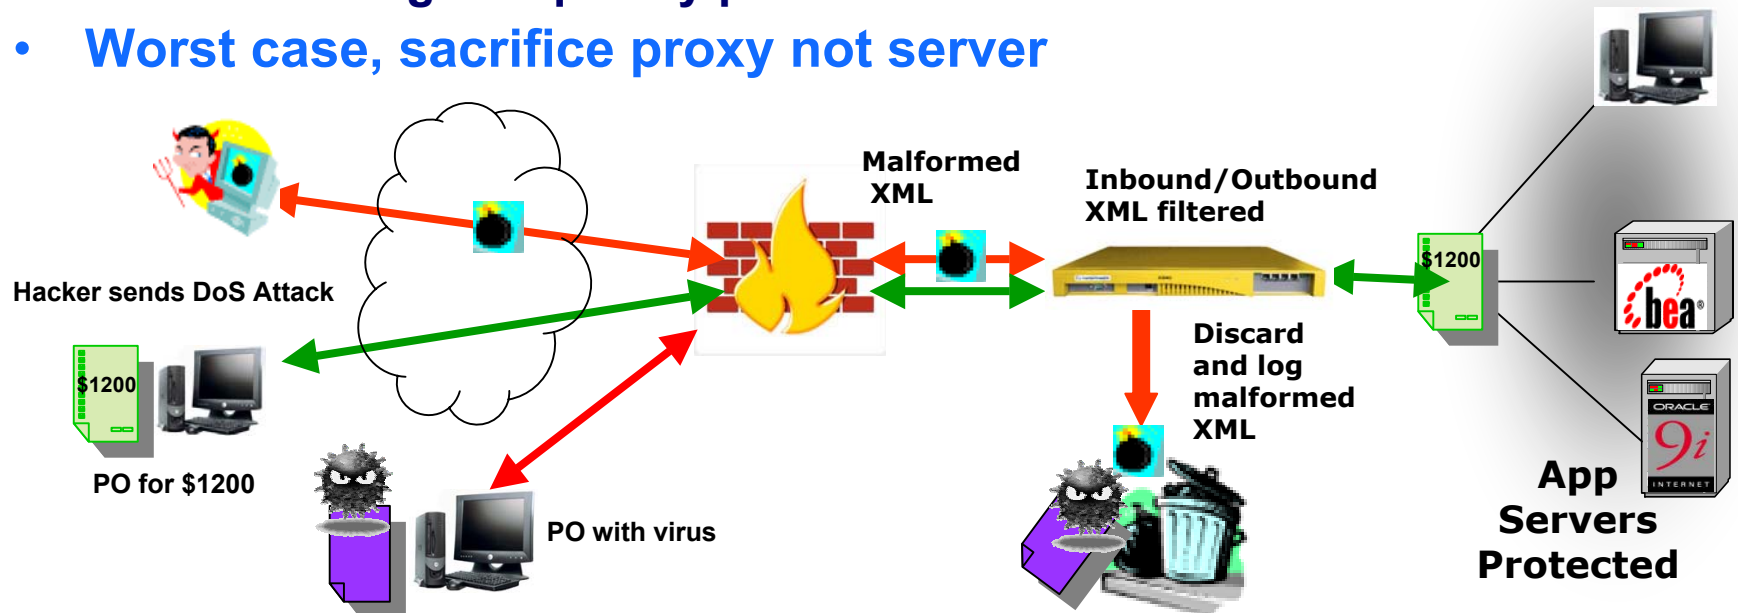 • Worst case, sacrifice proxy not server
Malformed
XML
Inbound/Outbound
XML filtered
$1200
bea
Hacker sends DoS Attack
Discard
and log
malformed
XML
$1200
ORACLE
9i
INTERNET
PO for $1200
PO with virus
App
Servers
Protected